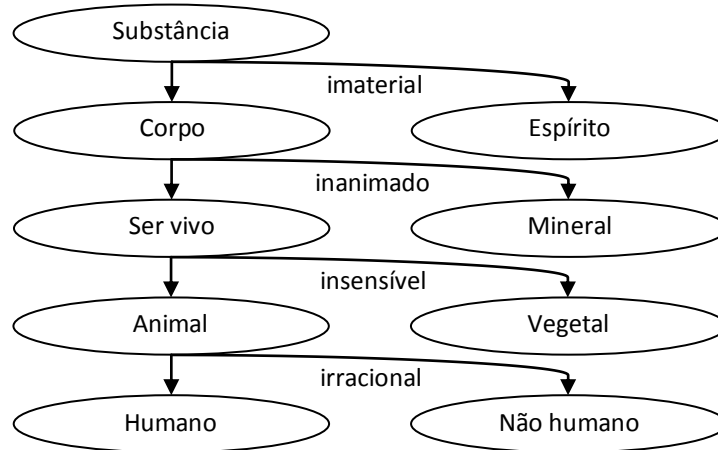 Substância
imaterial
Corpo
Espírito
inanimado
Ser vivo
Mineral
insensível
Animal
Vegetal
irracional
Humano
Não humano